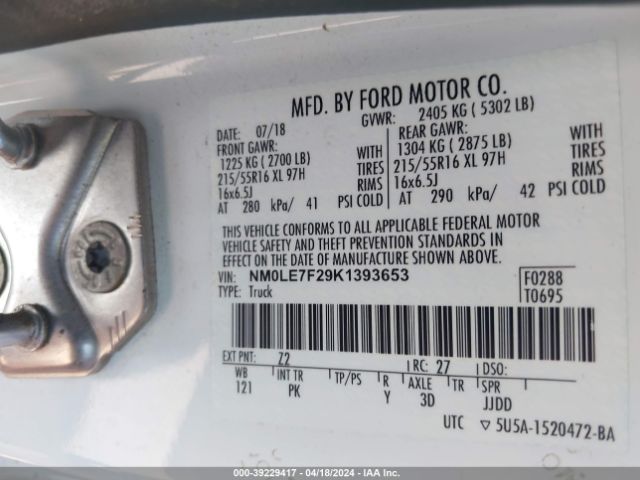 MFD. BY FORD MOTOR CO.
DATE: 07/18 GVWR: 2405 KG ( 5302 LB)
FRONT GAWR: REAR GAWR:
1225 KG ( 2700 LB) WITH 1304 KG ( 2875 LB) WITH
215/55R16 XL 97H TIRES 215/55R16 XL 97H TIRES
16x6.5J RIMS 16x6.5J RIMS
AT 280 kPa/ 41 PSI COLD AT 290 kPa/ 42 PSI COLD
THIS VEHICLE CONFORMS TO ALL APPLICABLE FEDERAL MOTOR
VEHICLE SAFETY AND THEFT PREVENTION STANDARDS IN
EFFECT ON THE DATE OF MANUFACTURE SHOWN ABOVE.
VIN: NM0LE7F29K1393653 F0288
TYPE: Truck T0695
EXT PNT: Z2 RC: 27 DSO:
WB INT TR TP/PS R AXLE TR SPR
121 PK Y 3D JJDD
UTC ▽ 5U5A-1520472-BA
#39229417 - 04/18/2024 - IAA Inc.